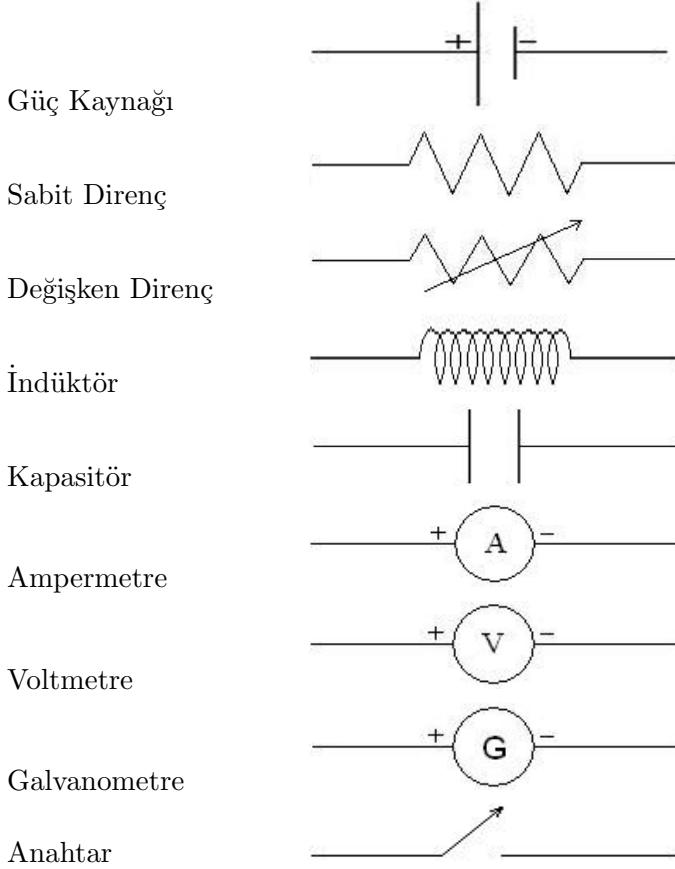 + −
Güç Kaynağı
Sabit Direnç
Değişken Direnç
İndüktör
Kapasitör
+ A −
Ampermetre
+ V −
Voltmetre
+ G −
Galvanometre
Anahtar